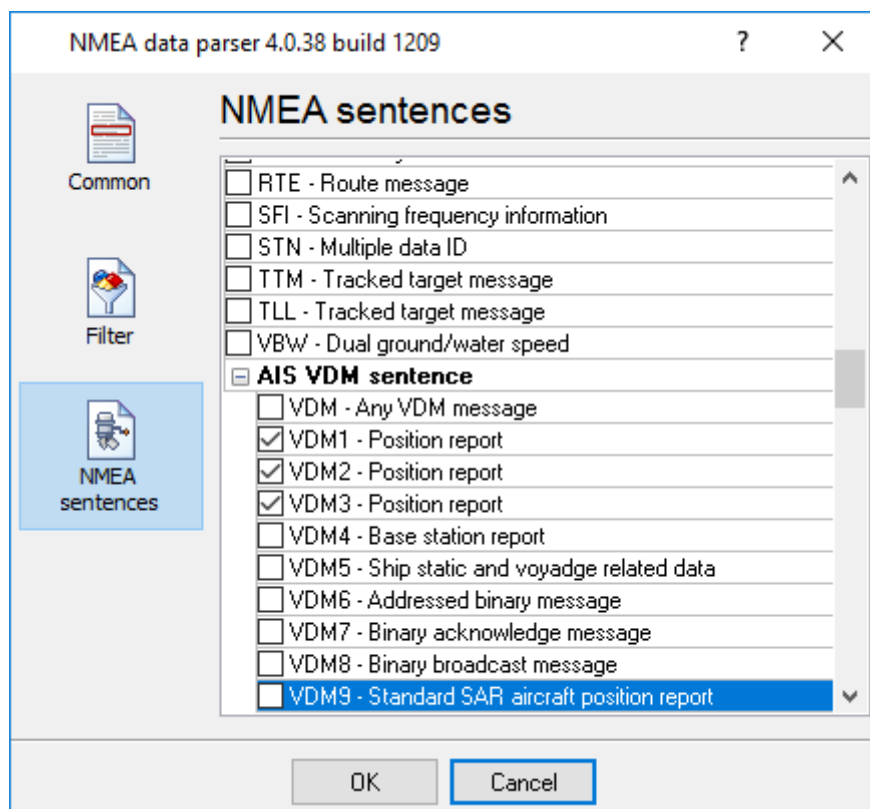 NMEA data parser 4.0.38 build 1209
?
NMEA sentences
Common
Filter
NMEA
sentences
RTE - Route message
SFI - Scanning frequency information
STN - Multiple data ID
TTM - Tracked target message
TLL - Tracked target message
VBW - Dual ground/water speed
AIS VDM sentence
VDM - Any VDM message
VDM1 - Position report
VDM2 - Position report
VDM3 - Position report
VDM4 - Base station report
VDM5 - Ship static and voyadge related data
VDM6 - Addressed binary message
VDM7 - Binary acknowledge message
VDM8 - Binary broadcast message
VDM9 - Standard SAR aircraft position report
OK
Cancel